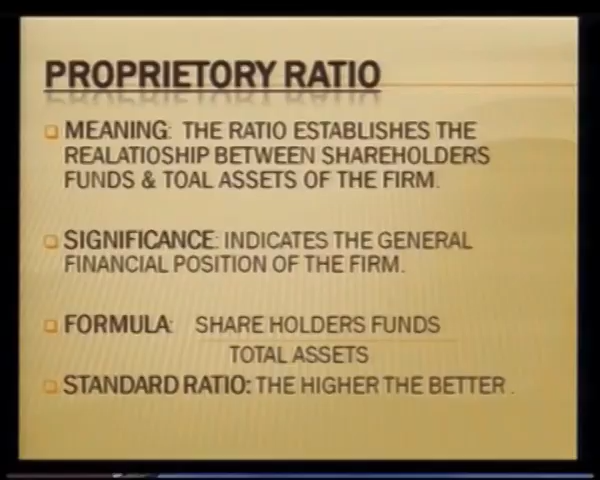 PROPRIETORY RATIO
MEANING: THE RATIO ESTABLISHES THE
REALATIOSHIP BETWEEN SHAREHOLDERS
FUNDS & TOAL ASSETS OF THE FIRM.
SIGNIFICANCE: INDICATES THE GENERAL
FINANCIAL POSITION OF THE FIRM.
FORMULA: SHARE HOLDERS FUNDS
TOTAL ASSETS
STANDARD RATIO: THE HIGHER THE BETTER .